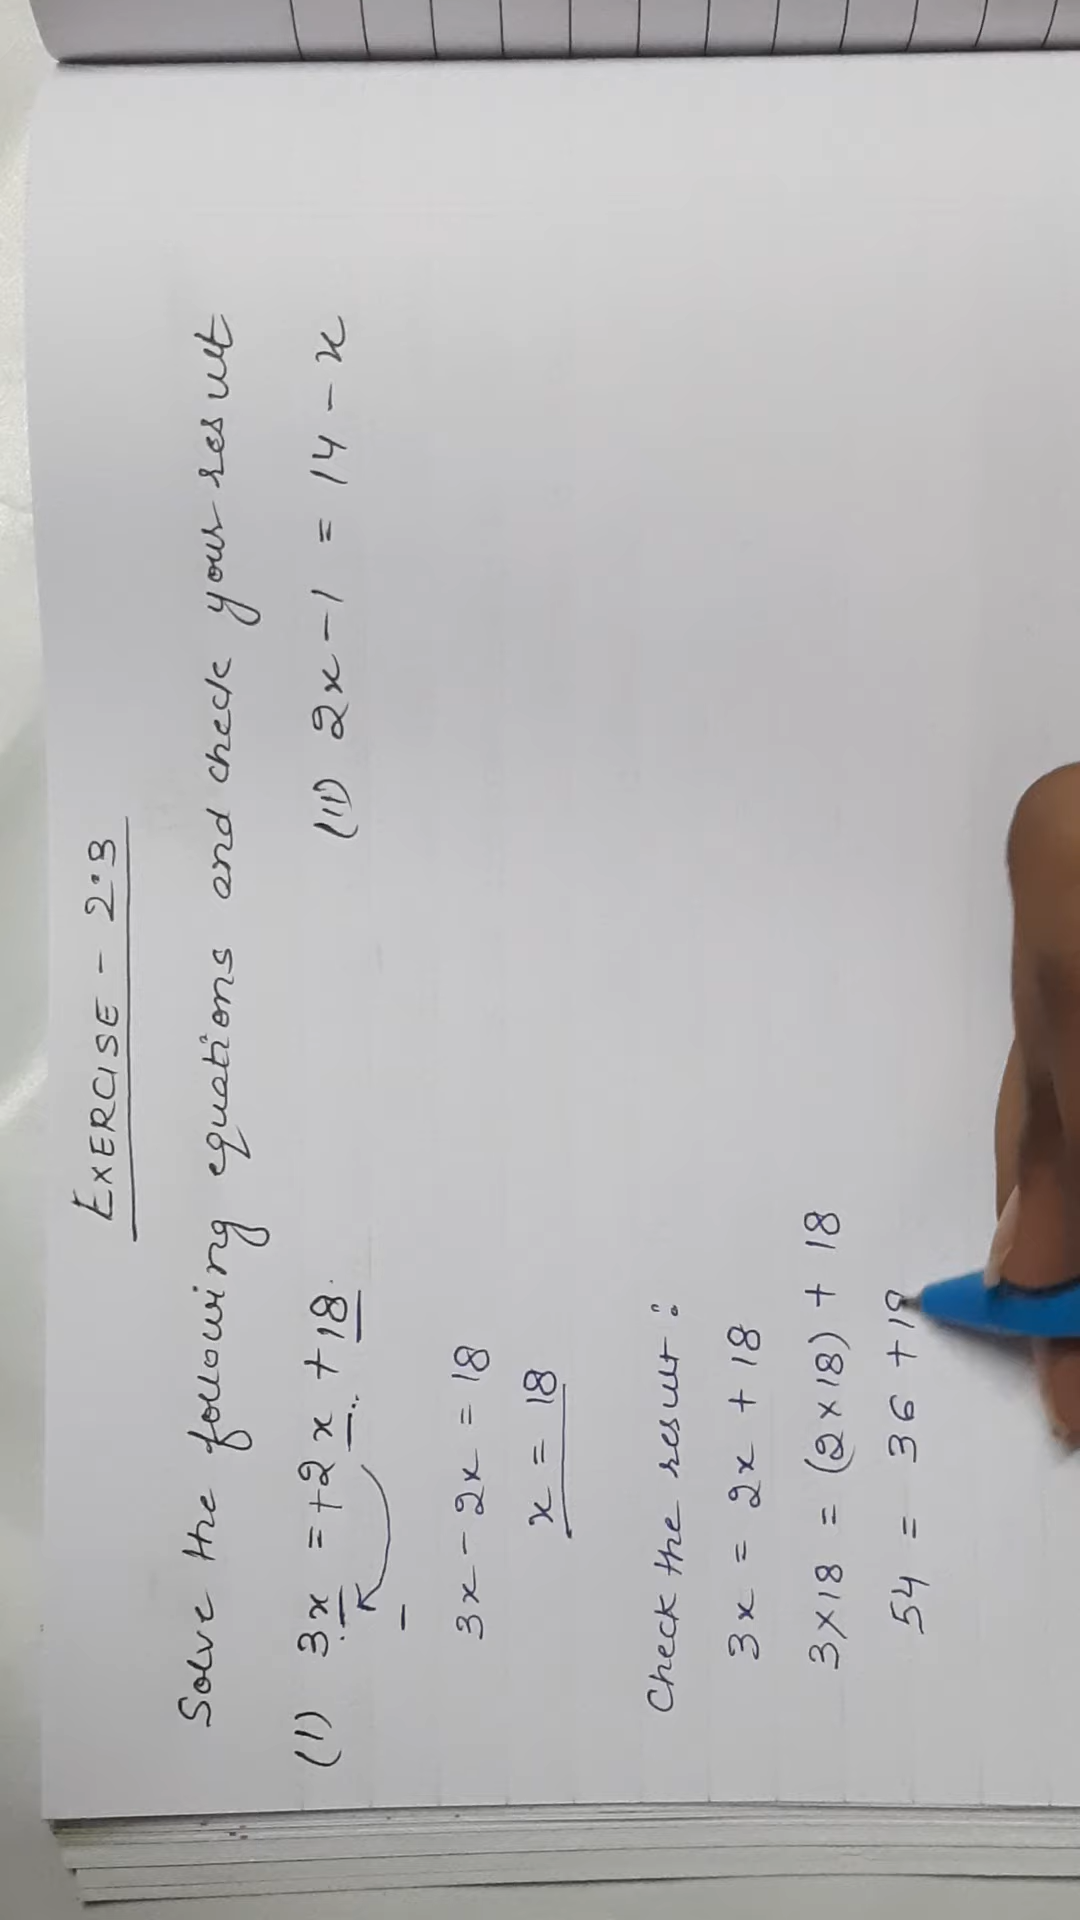 EXERCISE - 2.3
Solve the following equations and check your result
(I) 3x = +2x + 18. (II) 2x - 1 = 14 - x
-
3x - 2x = 18
x = 18
Check the result:
3x = 2x + 18
3×18 = (2×18) + 18
54 = 36 + 18